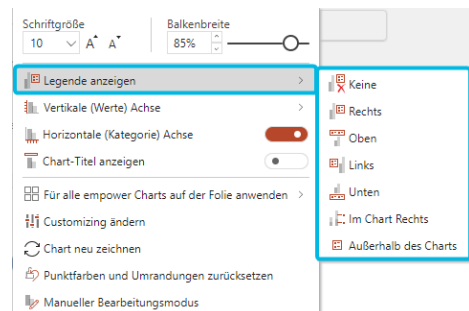 Schriftgröße Balkenbreite
10 A A 85%
Legende anzeigen
Vertikale (Werte) Achse
Horizontale (Kategorie) Achse
Chart-Titel anzeigen
Für alle empower Charts auf der Folie anwenden
Customizing ändern
Chart neu zeichnen
Punktfarben und Umrandungen zurücksetzen
Manueller Bearbeitungsmodus
Keine
Rechts
Oben
Links
Unten
Im Chart Rechts
Außerhalb des Charts